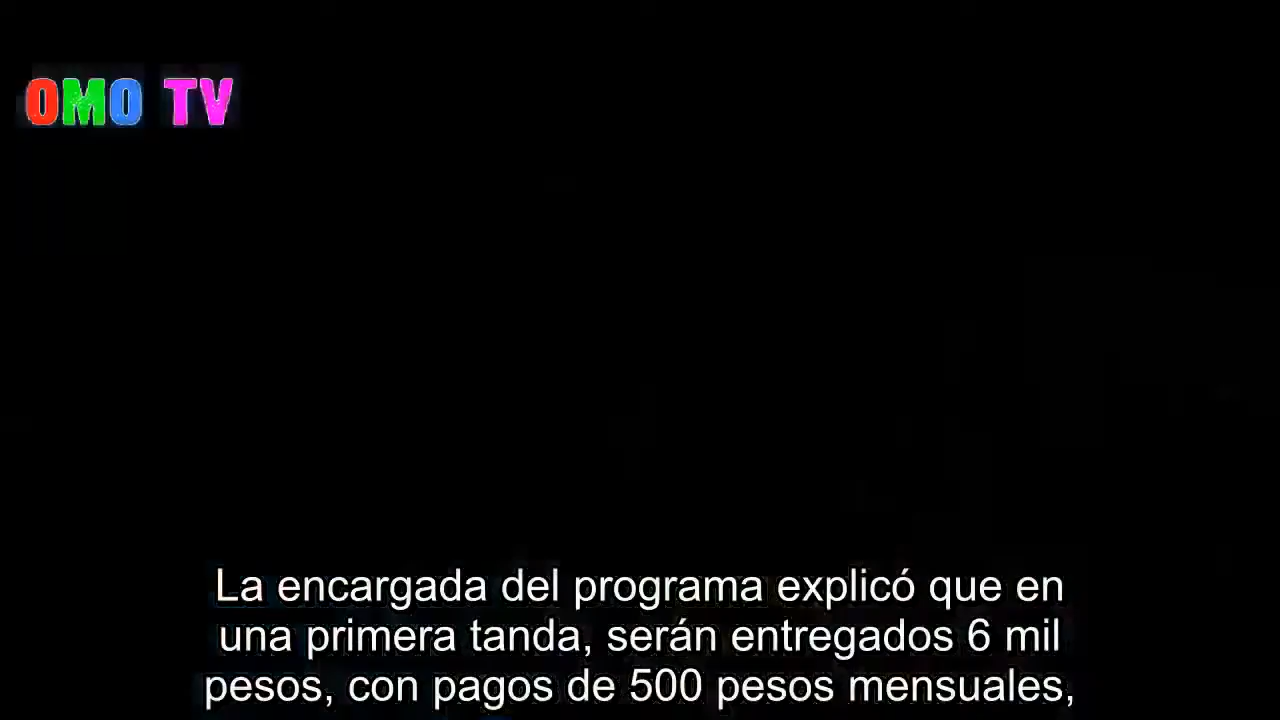 OMO TV
La encargada del programa explicó que en
una primera tanda, serán entregados 6 mil
pesos, con pagos de 500 pesos mensuales,